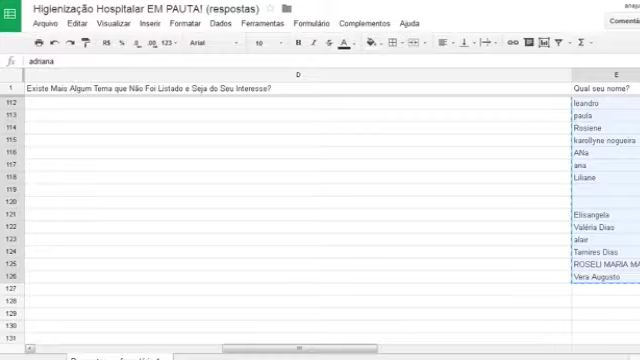 Higienização Hospitalar EM PAUTA! (respostas)
Arquivo Editar Visualizar Inserir Formatar Dados Ferramentas Formulário Complementos Ajuda
Comentá
R$ % .0 .00 123 Arial 10 B I S A
fx adriana
D E
1 Existe Mais Algum Tema que Não Foi Listado e Seja do Seu Interesse? Qual seu nome?
112 leandro
113 paula
114 Rosiene
115 karollyne nogueira
116 ANa
117 ana
118 Liliane
119
120
121 Elisangela
122 Valéria Dias
123 alair
124 Tamires Dias
125 ROSELI MARIA MA
126 Vera Augusto
127
128
129
130
131